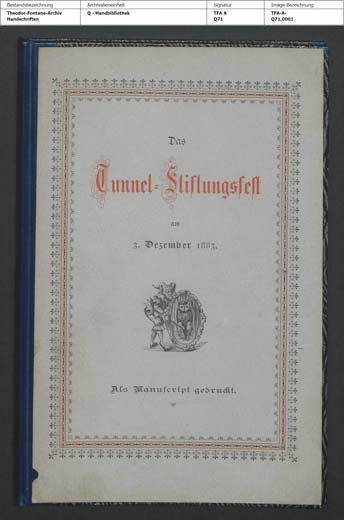 Bestandsbezeichnung Archivalieneinheit Signatur Image-Bezeichnung
Theodor-Fontane-Archiv Q - Handbibliothek TFA A TFA-A-
Handschriften Q71 Q71,0001
Das
Tunnel-Stiftungsfest
am
3. Dezember 1883.
Als Manuscript gedruckt.